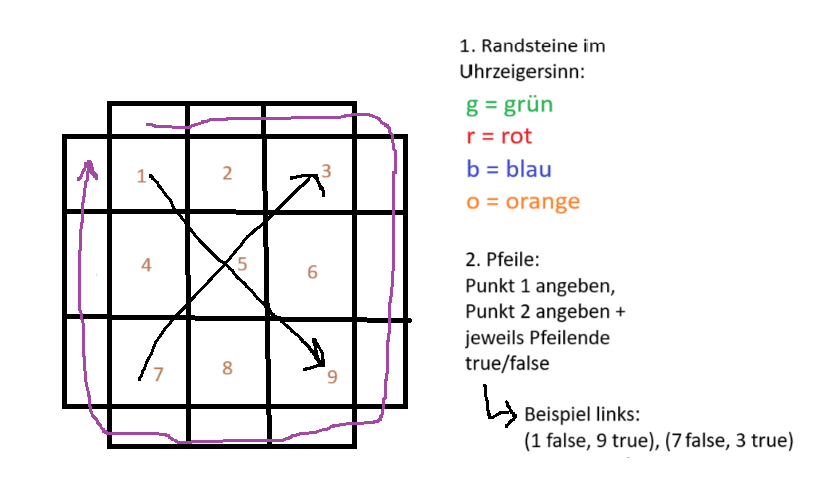 1. Randsteine im
Uhrzeigersinn:
g = grün
r = rot
b = blau
o = orange
1 2 3
4 5 6
7 8 9
2. Pfeile:
Punkt 1 angeben,
Punkt 2 angeben +
jeweils Pfeilende
true/false
Beispiel links:
(1 false, 9 true), (7 false, 3 true)